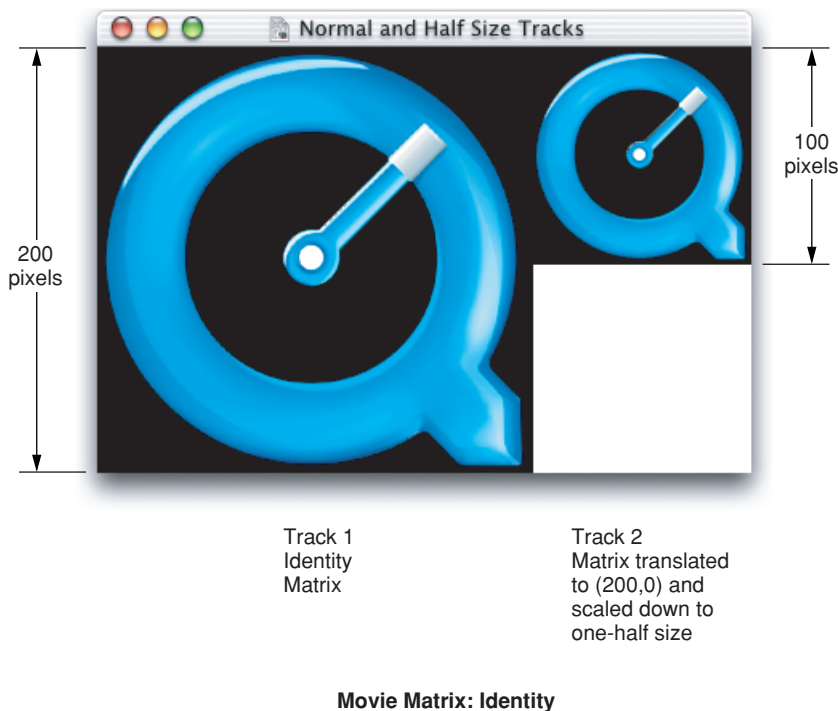 Normal and Half Size Tracks
200
pixels
100
pixels
Track 1
Identity
Matrix
Track 2
Matrix translated
to (200,0) and
scaled down to
one-half size
Movie Matrix: Identity